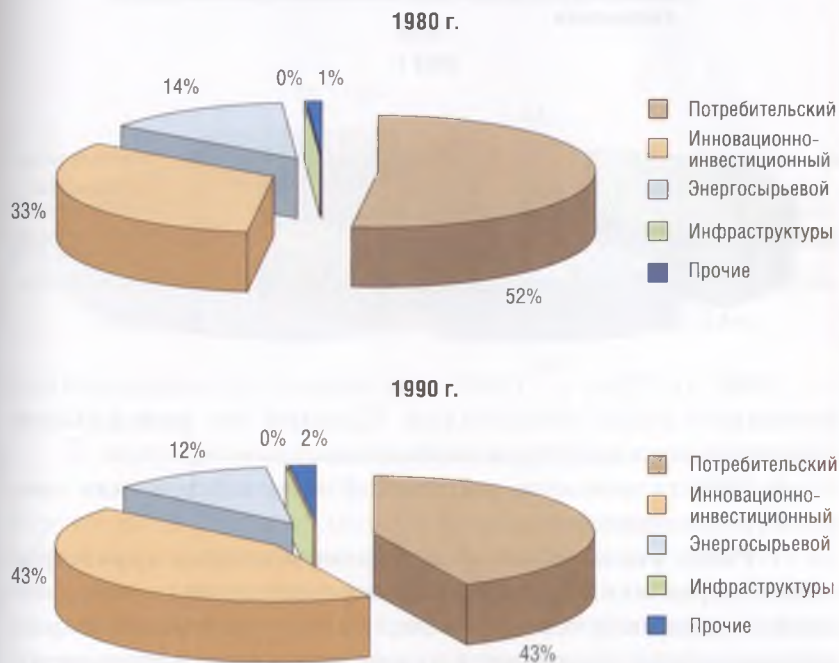 1980 г.
14%
0%
1%
33%
52%
Потребительский
Инновационно-
инвестиционный
Энергосырьевой
Инфраструктуры
Прочие
1990 г.
12%
0%
2%
43%
43%
Потребительский
Инновационно-
инвестиционный
Энергосырьевой
Инфраструктуры
Прочие